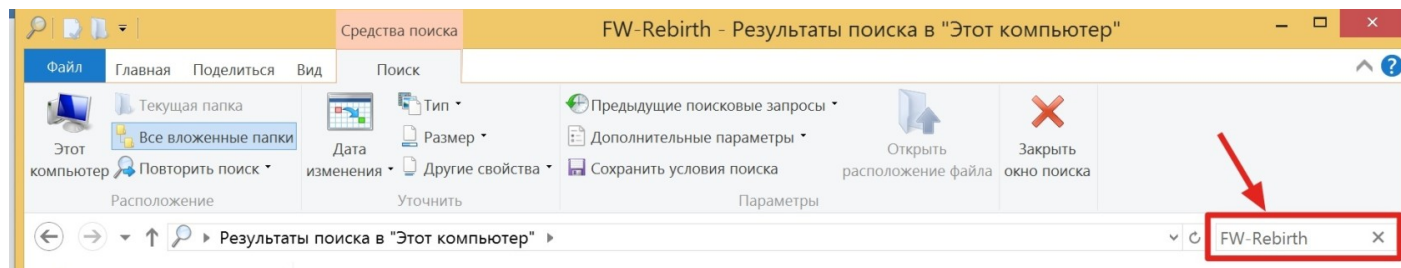 Средства поиска
FW-Rebirth - Результаты поиска в "Этот компьютер"
Файл
Главная
Поделиться
Вид
Поиск
Этот
компьютер
Текущая папка
Все вложенные папки
Повторить поиск
Расположение
Дата
изменения
Тип
Размер
Другие свойства
Уточнить
Предыдущие поисковые запросы
Дополнительные параметры
Сохранить условия поиска
Открыть
расположение файла
Закрыть
окно поиска
Параметры
Результаты поиска в "Этот компьютер"
FW-Rebirth